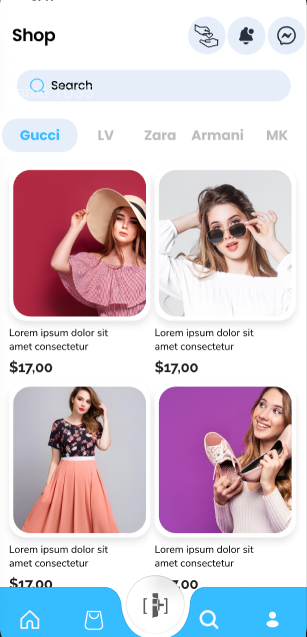 Shop
Search
Gucci LV Zara Armani MK
Lorem ipsum dolor sit
amet consectetur
$17,00
Lorem ipsum dolor sit
amet consectetur
$17,00
Lorem ipsum dolor sit
amet consectetur
$17,00
Lorem ipsum dolor sit
amet consectetur
7,00